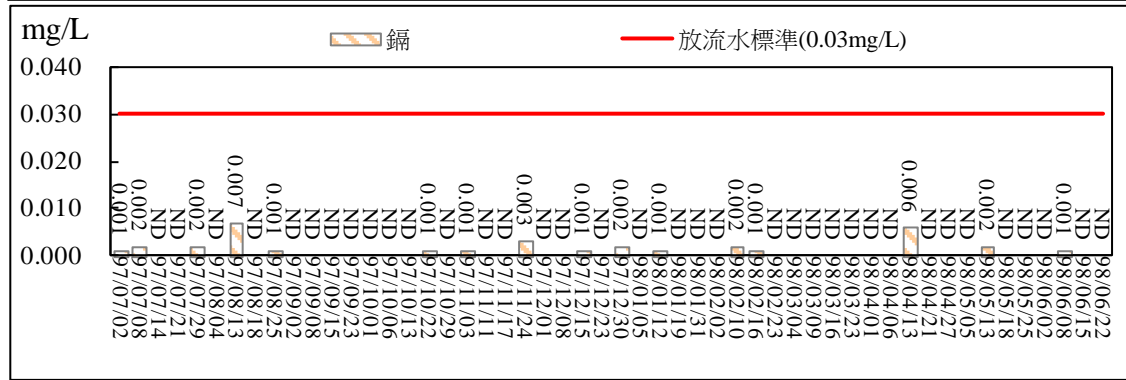 mg/L
鎘
放流水標準(0.03mg/L)
0.040
0.030
0.020
0.010
0.000
0.001
0.002
ND
ND
0.002
ND
0.007
ND
0.001
ND
ND
ND
ND
ND
ND
ND
0.001
ND
0.001
ND
ND
0.003
ND
ND
0.001
ND
0.002
ND
0.001
ND
ND
ND
0.002
0.001
ND
ND
ND
ND
ND
ND
ND
0.006
ND
ND
ND
0.002
ND
ND
ND
0.001
ND
ND
97/07/02
97/07/08
97/07/14
97/07/21
97/07/29
97/08/04
97/08/13
97/08/18
97/08/25
97/09/02
97/09/08
97/09/15
97/09/23
97/10/01
97/10/06
97/10/13
97/10/22
97/10/29
97/11/03
97/11/11
97/11/17
97/11/24
97/12/01
97/12/08
97/12/15
97/12/23
97/12/30
98/01/05
98/01/12
98/01/19
98/01/31
98/02/02
98/02/10
98/02/16
98/02/23
98/03/04
98/03/09
98/03/16
98/03/23
98/04/01
98/04/06
98/04/13
98/04/21
98/04/27
98/05/05
98/05/13
98/05/18
98/05/25
98/06/02
98/06/08
98/06/15
98/06/22